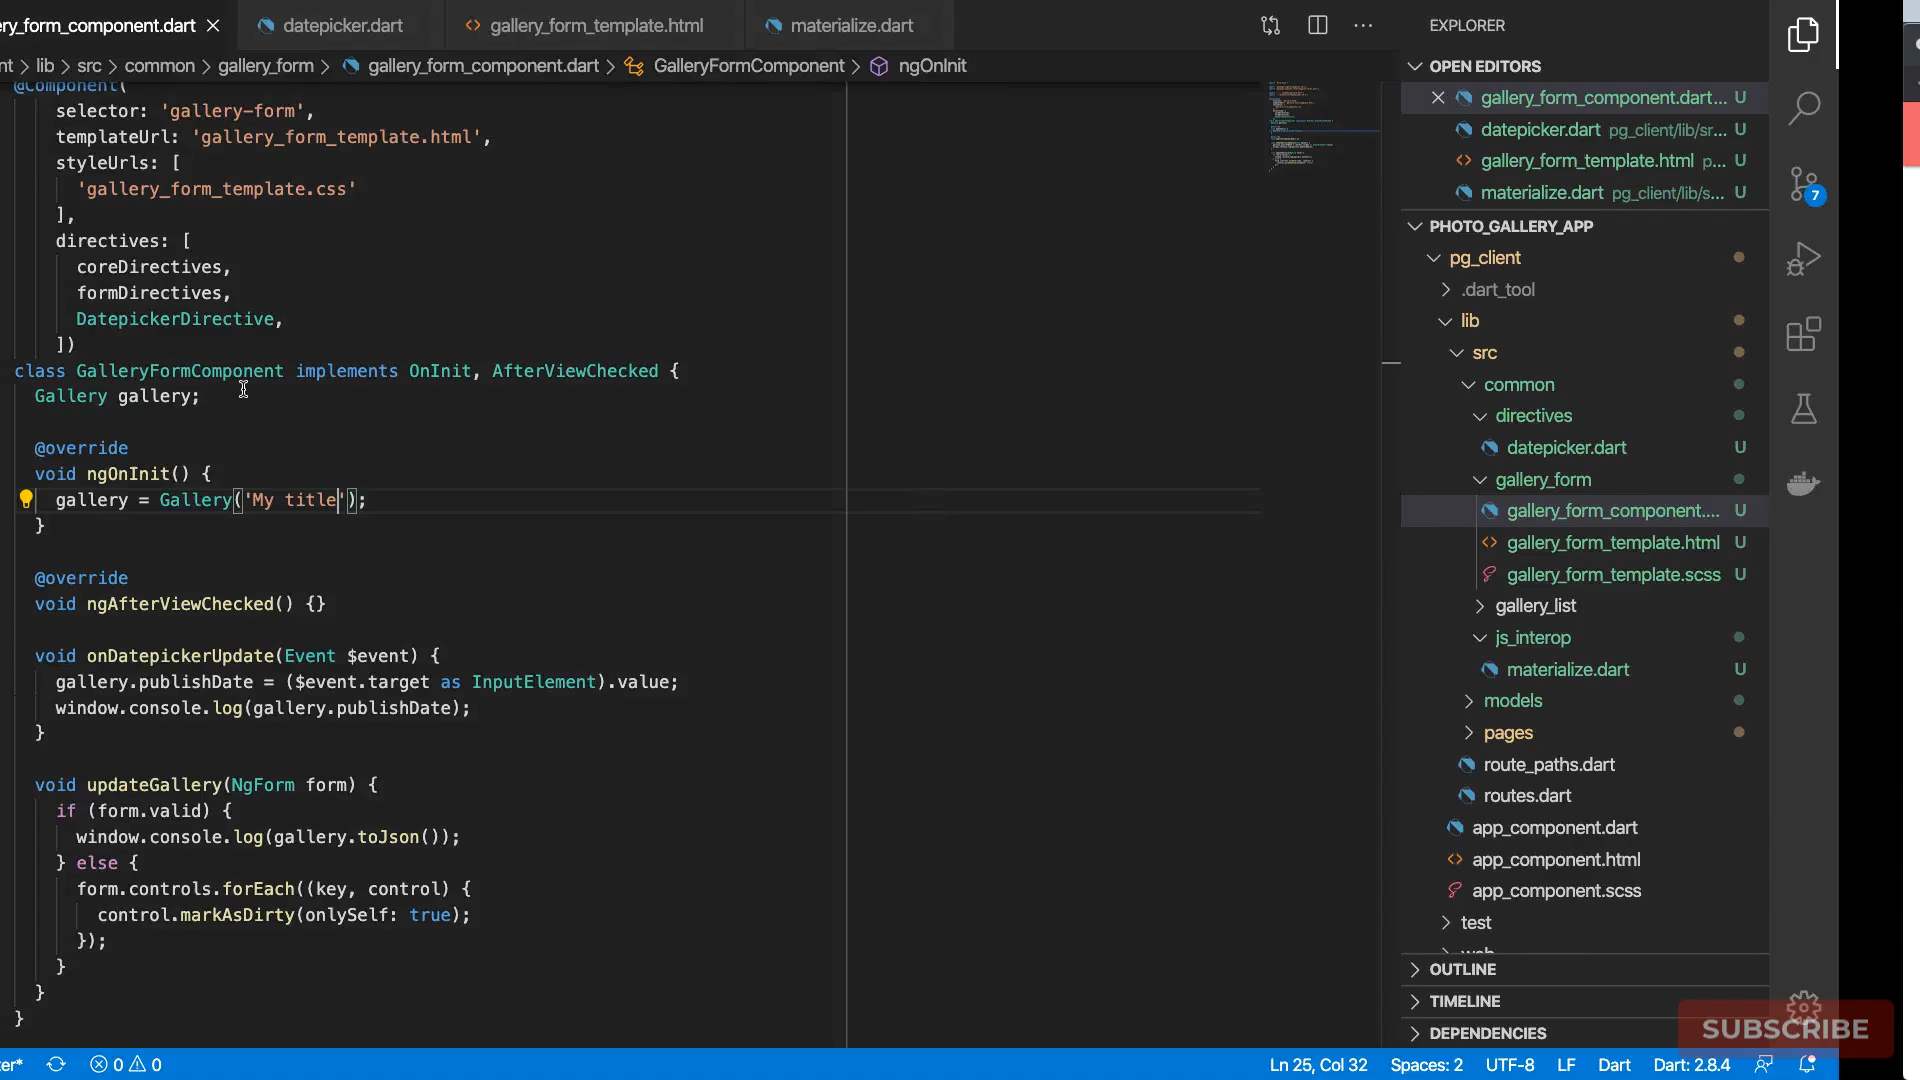 ry_form_component.dart
datepicker.dart
gallery_form_template.html
materialize.dart
nt > lib > src > common > gallery_form > gallery_form_component.dart > GalleryFormComponent > ngOnInit
@Component(
selector: 'gallery-form',
templateUrl: 'gallery_form_template.html',
styleUrls: [
'gallery_form_template.css'
],
directives: [
coreDirectives,
formDirectives,
DatepickerDirective,
])
class GalleryFormComponent implements OnInit, AfterViewChecked {
Gallery gallery;
@override
void ngOnInit() {
gallery = Gallery('My title');
}
@override
void ngAfterViewChecked() {}
void onDatepickerUpdate(Event $event) {
gallery.publishDate = ($event.target as InputElement).value;
window.console.log(gallery.publishDate);
}
void updateGallery(NgForm form) {
if (form.valid) {
window.console.log(gallery.toJson());
} else {
form.controls.forEach((key, control) {
control.markAsDirty(onlySelf: true);
});
}
}
}
EXPLORER
OPEN EDITORS
gallery_form_component.dart... U
datepicker.dart pg_client/lib/sr... U
gallery_form_template.html p... U
materialize.dart pg_client/lib/s... U
PHOTO_GALLERY_APP
pg_client
.dart_tool
lib
src
common
directives
datepicker.dart U
gallery_form
gallery_form_component.... U
gallery_form_template.html U
gallery_form_template.scss U
gallery_list
js_interop
materialize.dart U
models
pages
route_paths.dart
routes.dart
app_component.dart
app_component.html
app_component.scss
test
OUTLINE
TIMELINE
DEPENDENCIES
7
SUBSCRIBE
er* 0 0
Ln 25, Col 32 Spaces: 2 UTF-8 LF Dart Dart: 2.8.4